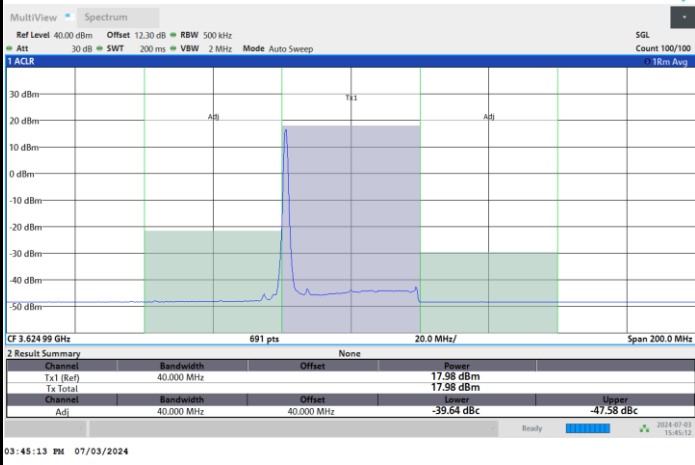 MultiView Spectrum
Ref Level 40.00 dBm Offset 12.30 dB RBW 500 kHz SGL
Att 30 dB SWT 200 ms VBW 2 MHz Mode Auto Sweep Count 100/100
1 ACLR 1Rm Avg
30 dBm
Tx1
20 dBm Adj Adj
10 dBm
0 dBm
-10 dBm
-20 dBm
-30 dBm
-40 dBm
-50 dBm
CF 3.624 99 GHz 691 pts 20.0 MHz/ Span 200.0 MHz
2 Result Summary None
Channel Bandwidth Offset Power
Tx1 (Ref) 40.000 MHz 17.98 dBm
Tx Total 17.98 dBm
Channel Bandwidth Offset Lower Upper
Adj 40.000 MHz 40.000 MHz -39.64 dBc -47.58 dBc
Ready 2024-07-03
15:45:12
03:45:13 PM 07/03/2024